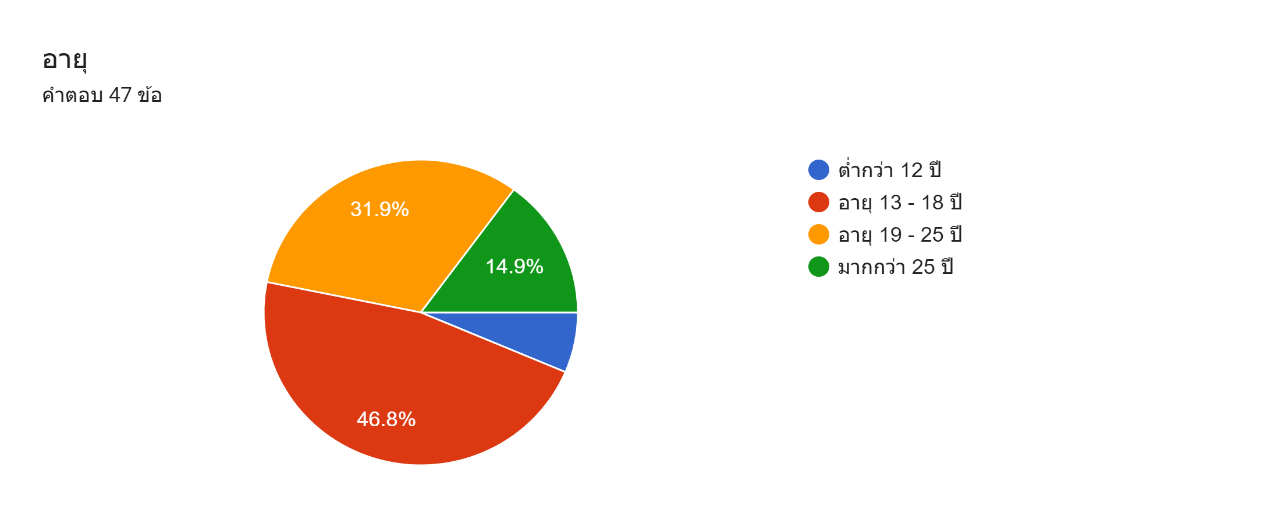 อายุ
คำตอบ 47 ข้อ
31.9%
14.9%
46.8%
ต่ำกว่า 12 ปี
อายุ 13 - 18 ปี
อายุ 19 - 25 ปี
มากกว่า 25 ปี